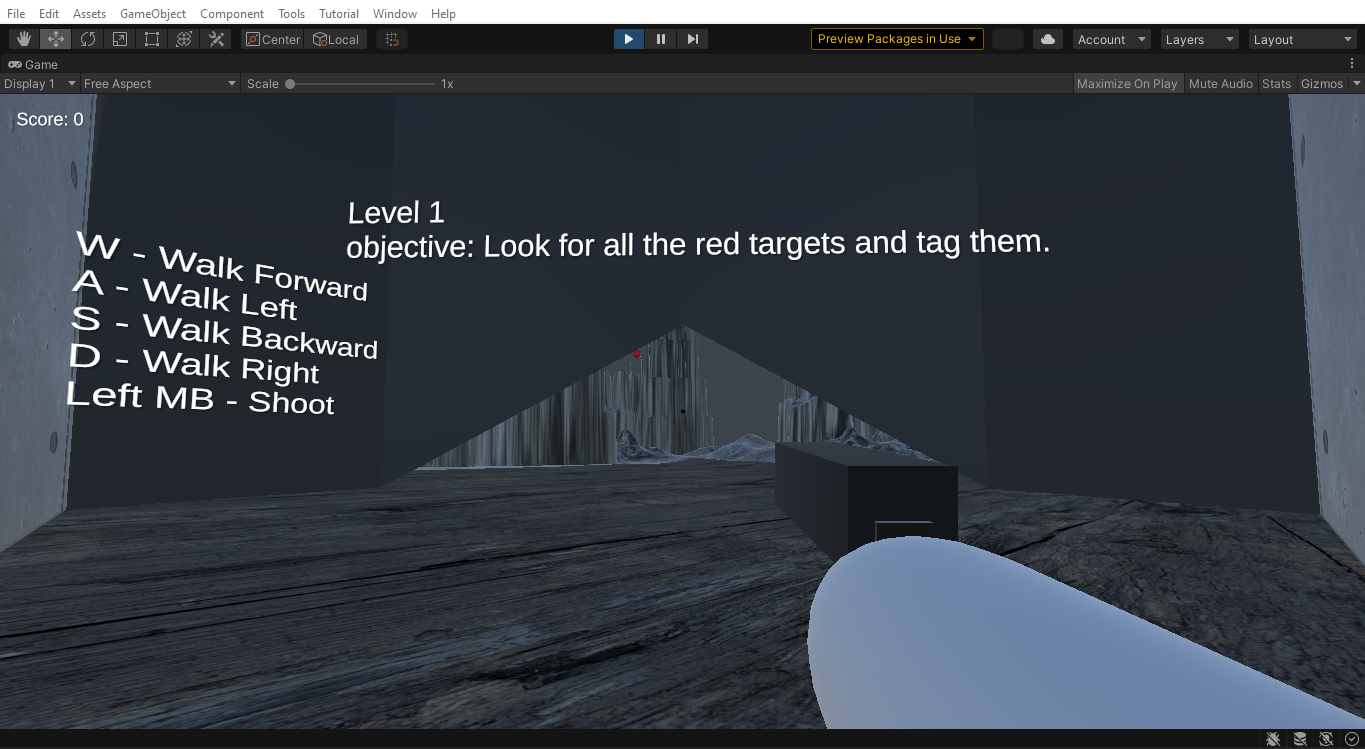 File Edit Assets GameObject Component Tools Tutorial Window Help
Center Local Preview Packages in Use Account Layers Layout
Game
Display 1 Free Aspect Scale 1x Maximize On Play Mute Audio Stats Gizmos
Score: 0
Level 1
objective: Look for all the red targets and tag them.
W - Walk Forward
A - Walk Left
S - Walk Backward
D - Walk Right
Left MB - Shoot